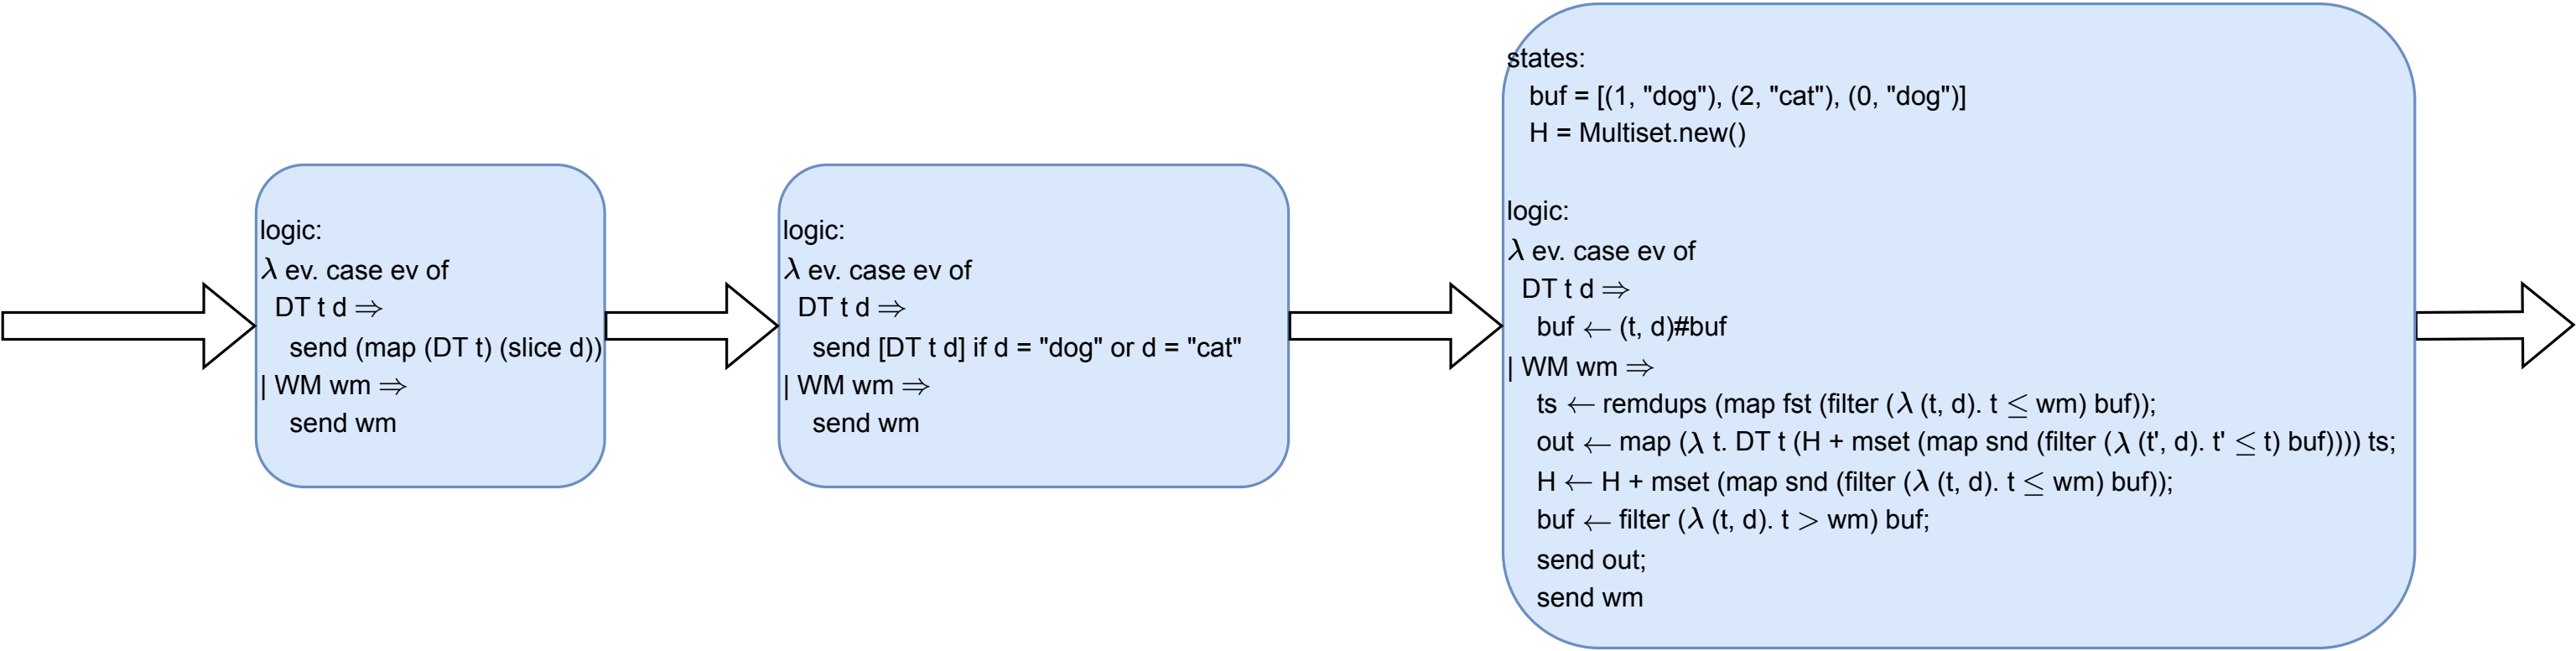 logic:
λ ev. case ev of
DT t d ⇒
send (map (DT t) (slice d))
| WM wm ⇒
send wm
logic:
λ ev. case ev of
DT t d ⇒
send [DT t d] if d = "dog" or d = "cat"
| WM wm ⇒
send wm
states:
buf = [(1, "dog"), (2, "cat"), (0, "dog")]
H = Multiset.new()
logic:
λ ev. case ev of
DT t d ⇒
buf ← (t, d)#buf
| WM wm ⇒
ts ← remdups (map fst (filter (λ (t, d). t ≤ wm) buf));
out ← map (λ t. DT t (H + mset (map snd (filter (λ (t', d). t' ≤ t) buf)))) ts;
H ← H + mset (map snd (filter (λ (t, d). t ≤ wm) buf));
buf ← filter (λ (t, d). t > wm) buf;
send out;
send wm